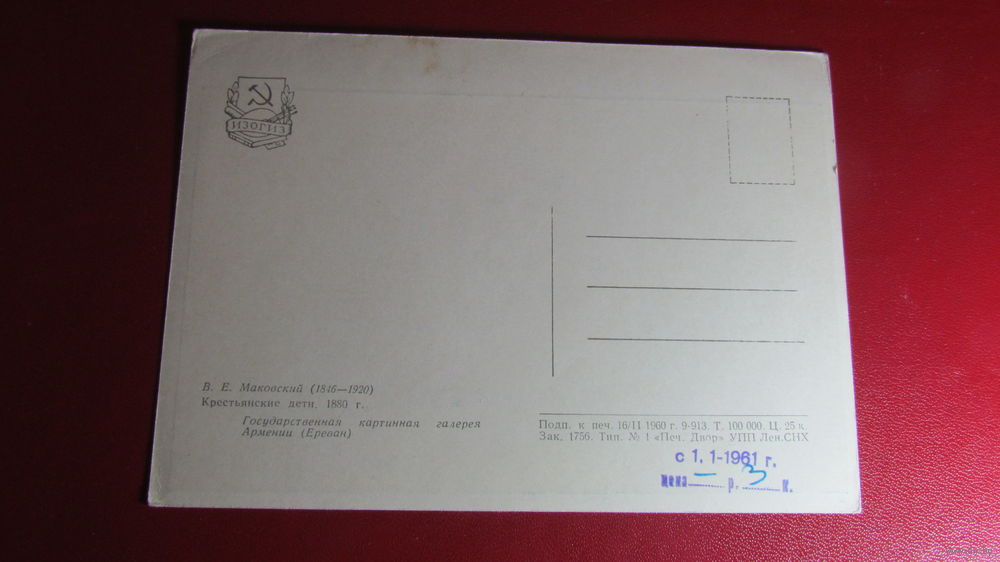 ИЗОГИЗ
В. Е. Маковский (1846—1920)
Крестьянские дети. 1880 г.
Государственная картинная галерея
Армении (Ереван)
Подп. к печ. 16/II 1960 г. 9-913. Т. 100 000. Ц. 25 к.
Зак. 1756. Тип. № 1 «Печ. Двор» УПП Лен.СНХ
с 1. 1-1961 г.
цена — р. 3 к.